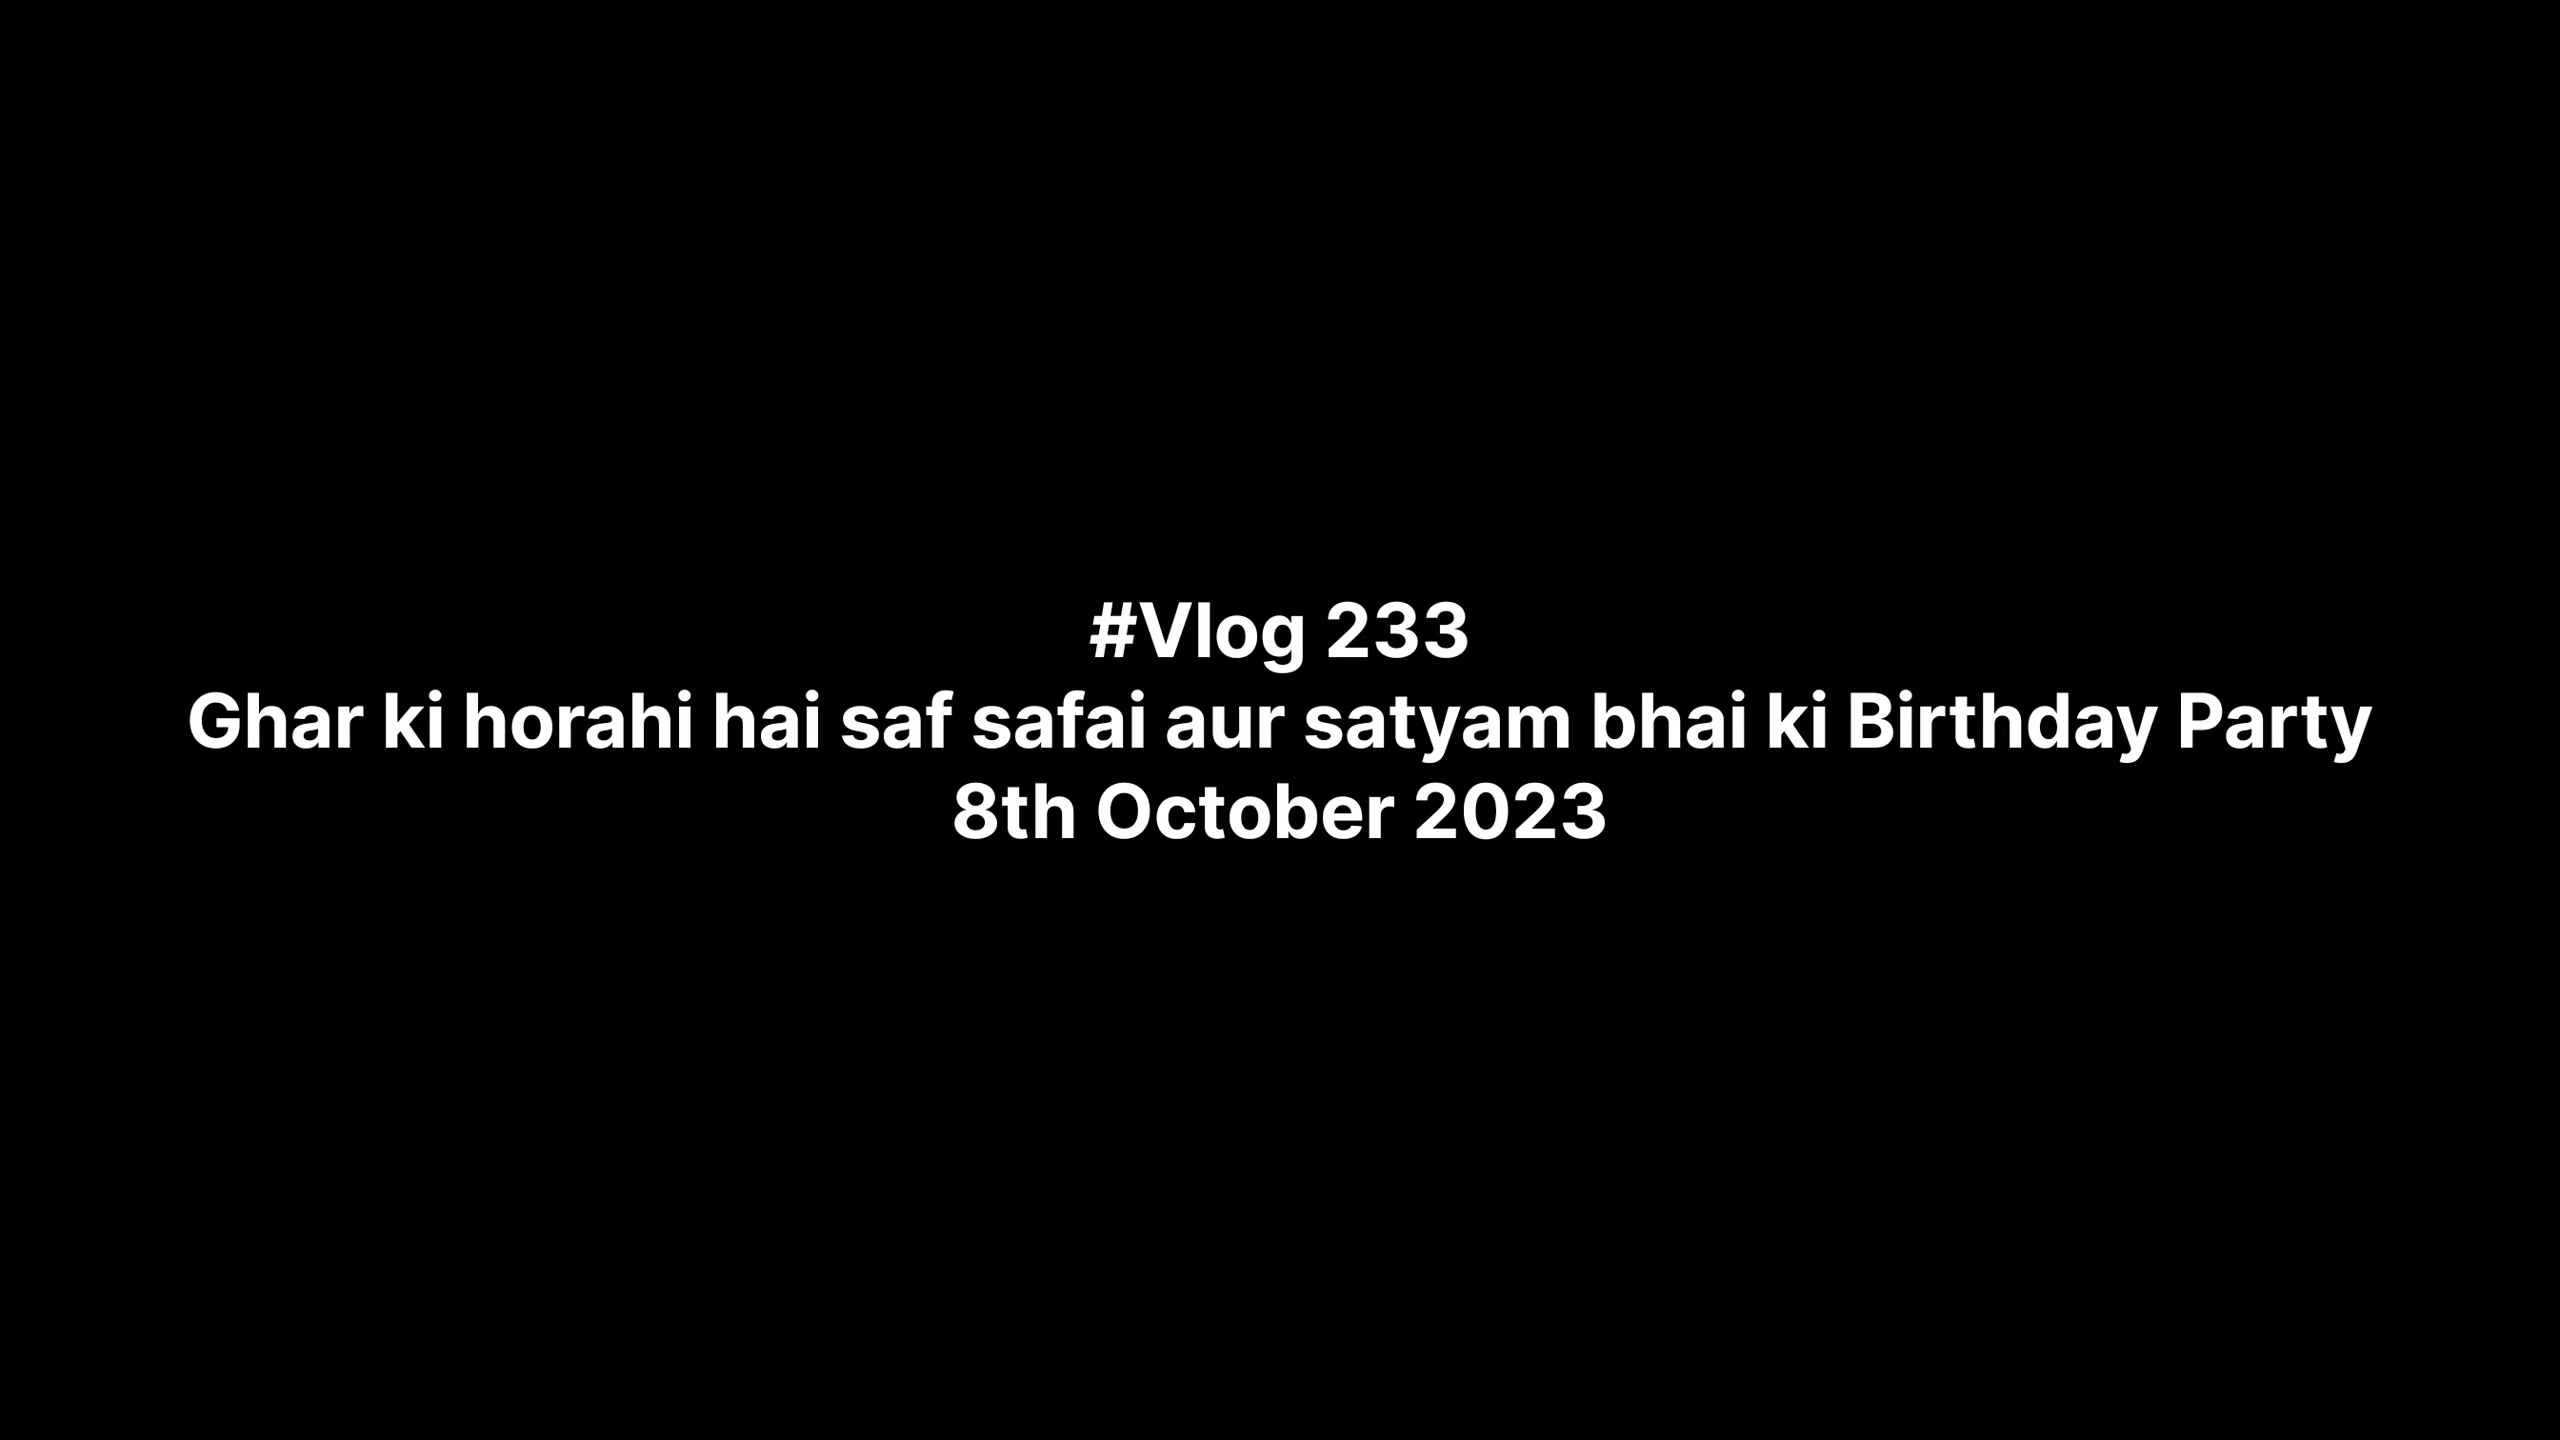 #Vlog 233
Ghar ki horahi hai saf safai aur satyam bhai ki Birthday Party
8th October 2023